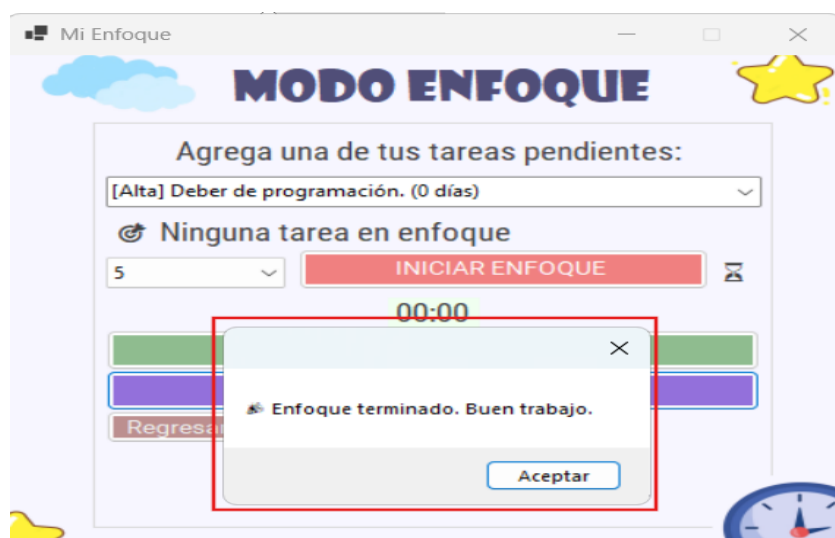 Mi Enfoque
MODO ENFOQUE
Agrega una de tus tareas pendientes:
[Alta] Deber de programación. (0 días)
Ninguna tarea en enfoque
5
INICIAR ENFOQUE
00:00
Enfoque terminado. Buen trabajo.
Aceptar